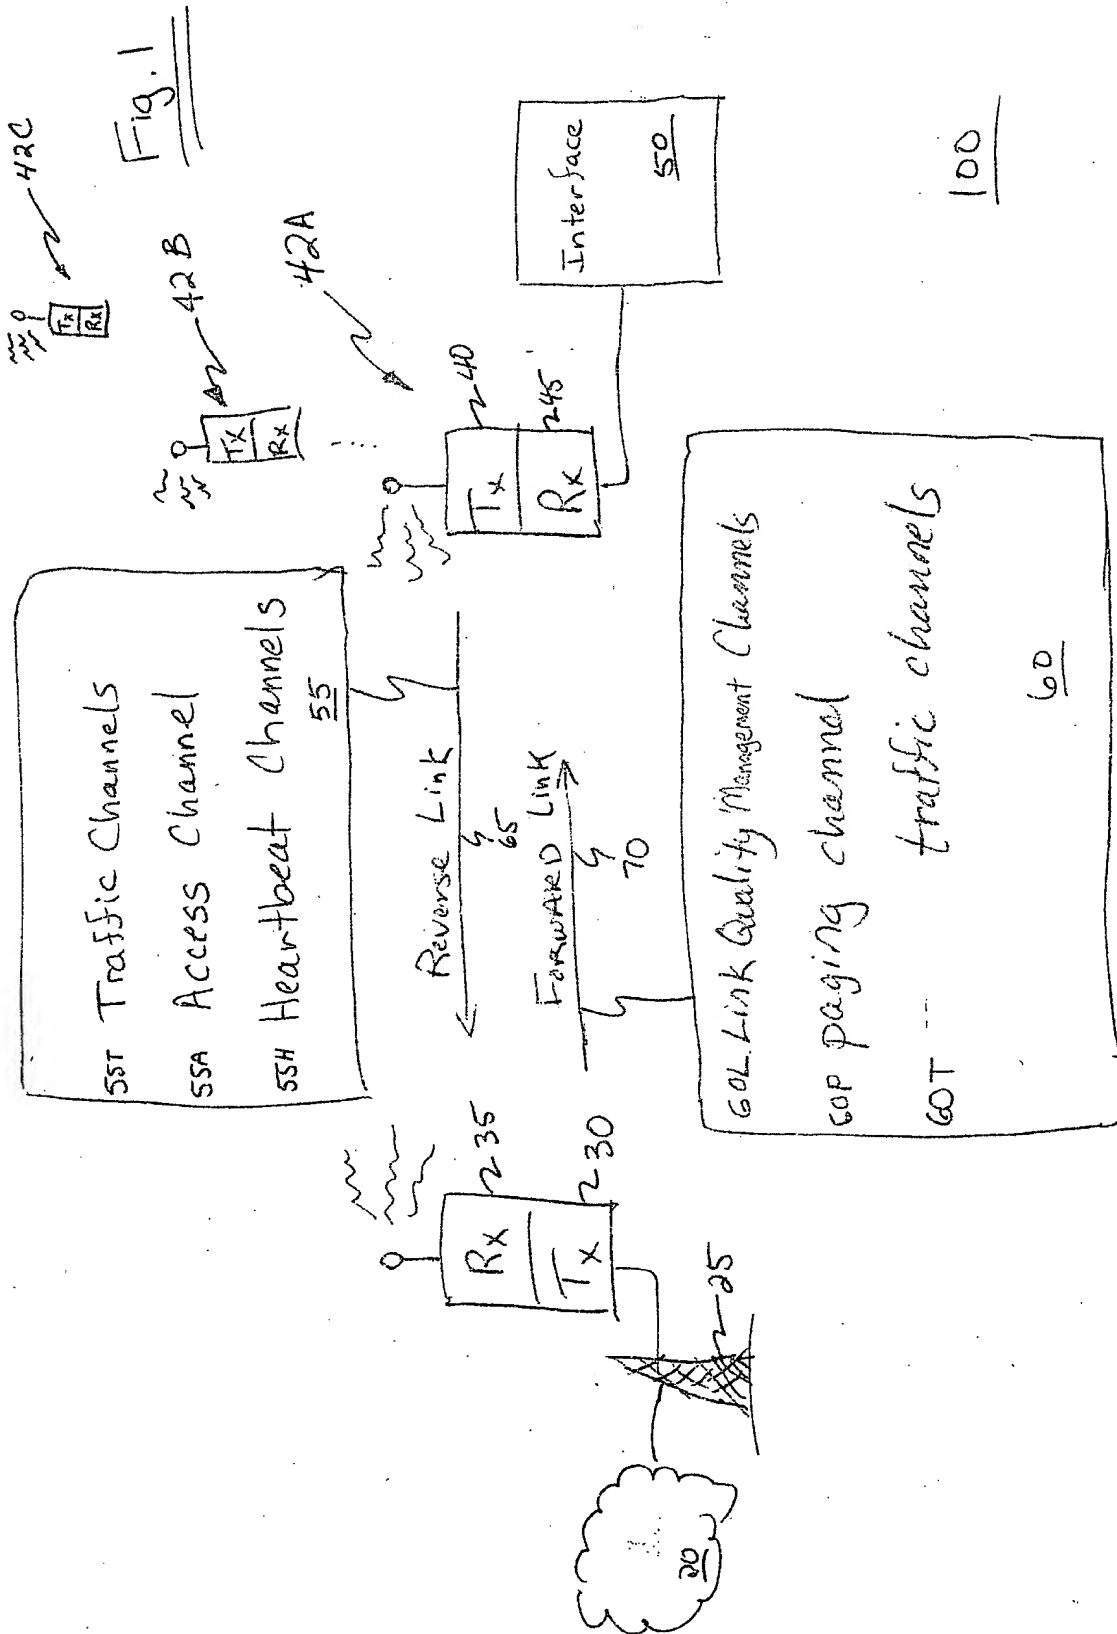 Fig. 1
55T Traffic Channels
55A Access Channel
55H Heartbeat Channels
55
42C
Tx
Rx
42B
Tx
Rx
42A
Tx
40
Rx
45
Interface
50
Reverse Link
65
FORWARD Link
70
Rx
35
Tx
30
25
20
60L Link Quality Management Channels
60P paging channel
60T --- traffic channels
60
100